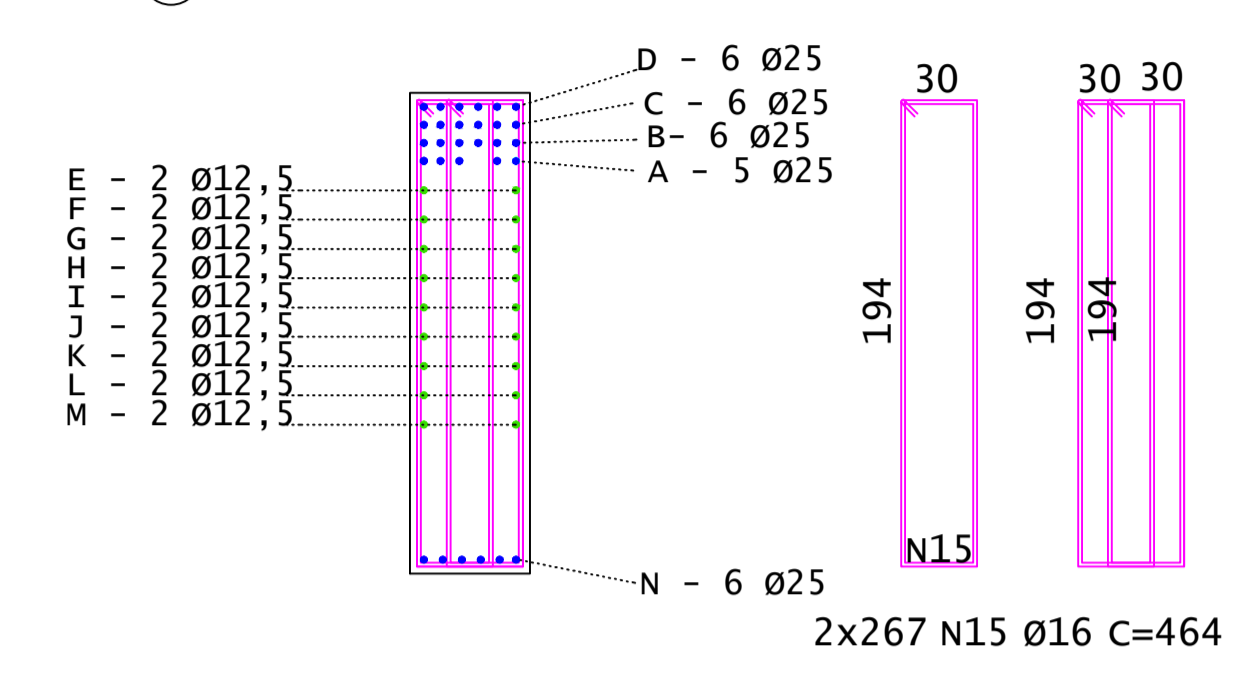 D - 6 Ø25
C - 6 Ø25
B- 6 Ø25
A - 5 Ø25
E - 2 Ø12,5
F - 2 Ø12,5
G - 2 Ø12,5
H - 2 Ø12,5
I - 2 Ø12,5
J - 2 Ø12,5
K - 2 Ø12,5
L - 2 Ø12,5
M - 2 Ø12,5
N - 6 Ø25
30
194
N15
30 30
194
194
2x267 N15 Ø16 C=464